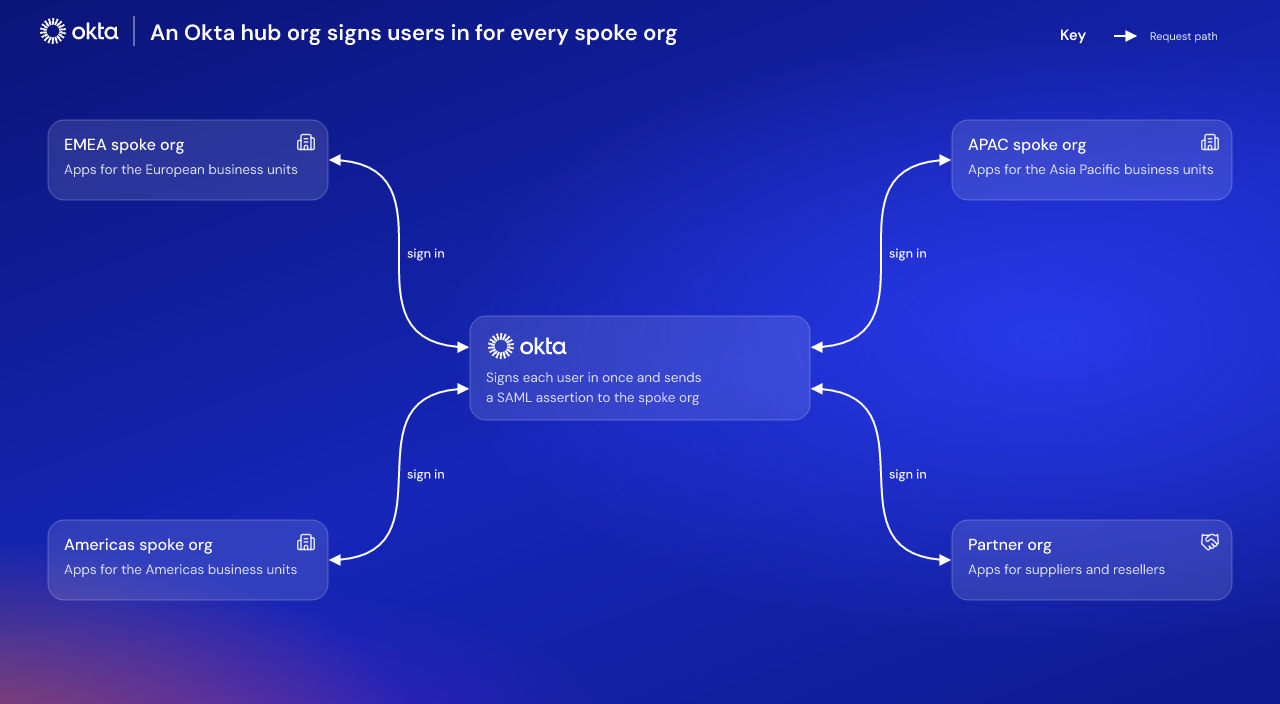 okta
An Okta hub org signs users in for every spoke org
Key
Request path
EMEA spoke org
Apps for the European business units
APAC spoke org
Apps for the Asia Pacific business units
sign in
sign in
okta
Signs each user in once and sends
a SAML assertion to the spoke org
sign in
sign in
Americas spoke org
Apps for the Americas business units
Partner org
Apps for suppliers and resellers